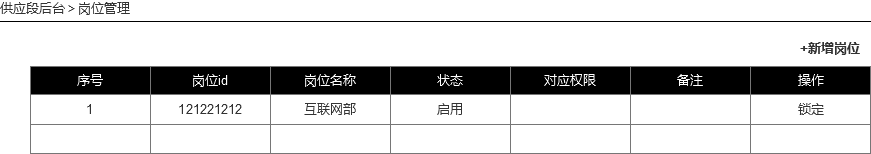 供应段后台 > 岗位管理
+新增岗位
序号 岗位id 岗位名称 状态 对应权限 备注 操作
1 121221212 互联网部 启用 锁定